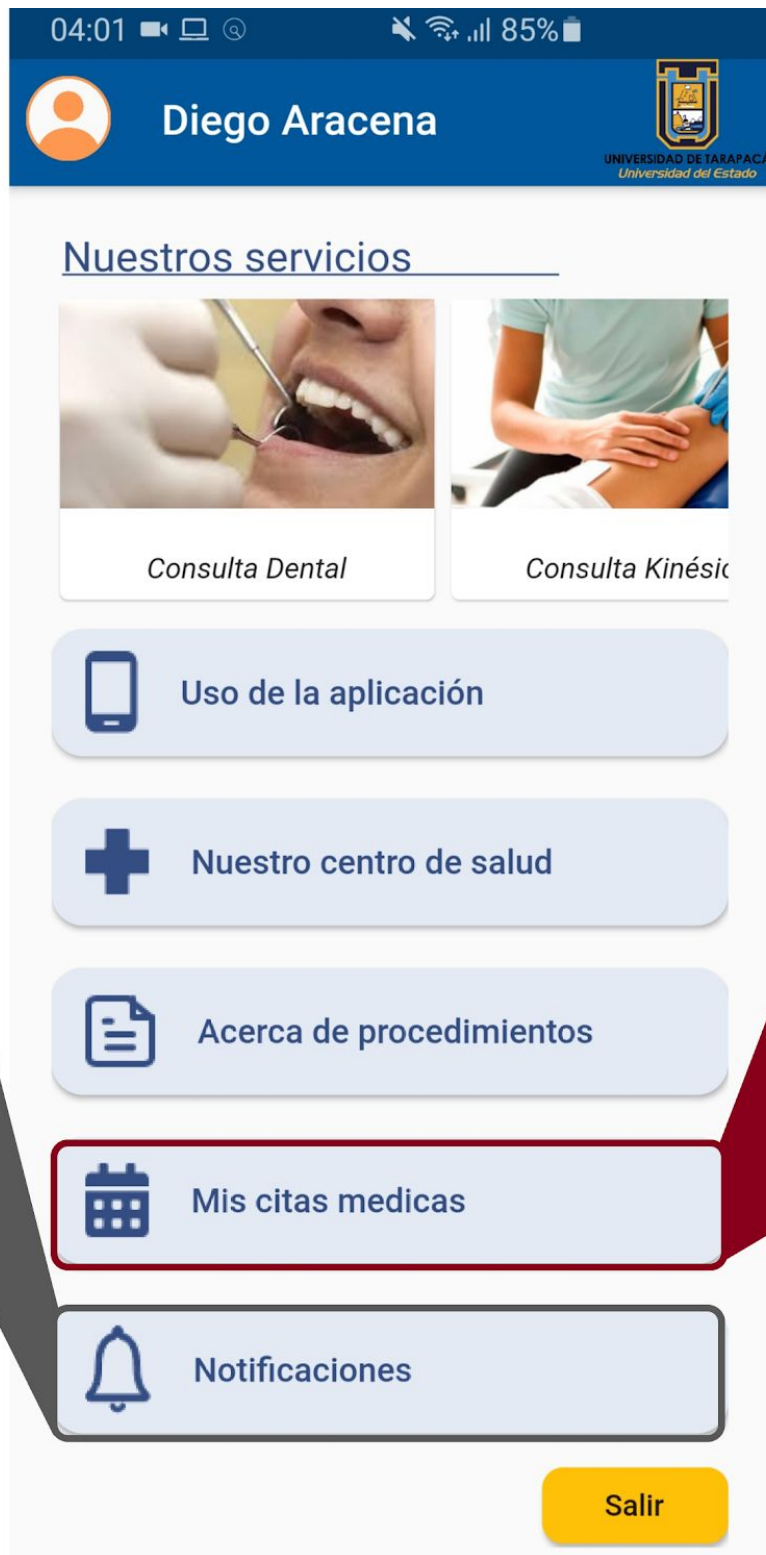 04:01 85%
Diego Aracena
UNIVERSIDAD DE TARAPACÁ
Universidad del Estado
Nuestros servicios
Consulta Dental Consulta Kinésic
Uso de la aplicación
Nuestro centro de salud
Acerca de procedimientos
Mis citas medicas
Notificaciones
Salir